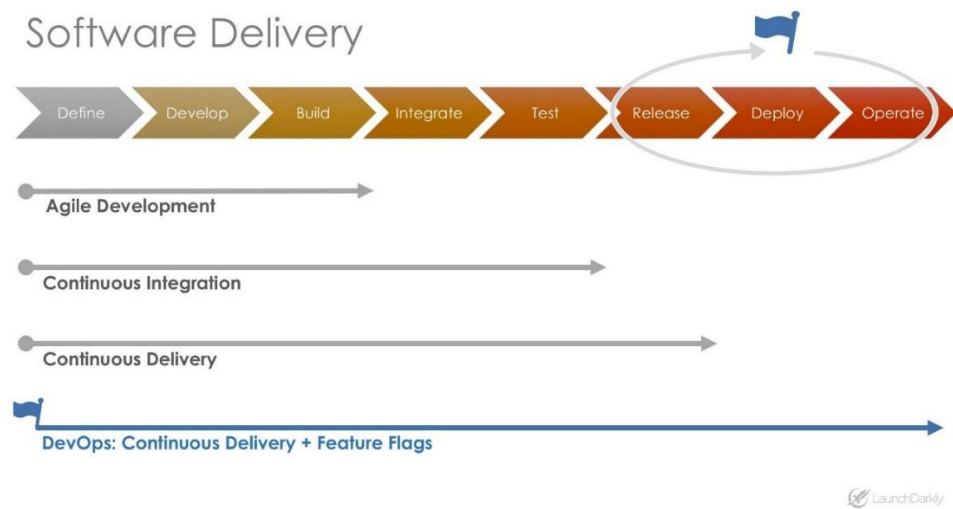 Software Delivery
Define Develop Build Integrate Test Release Deploy Operate
Agile Development
Continuous Integration
Continuous Delivery
DevOps: Continuous Delivery + Feature Flags
LaunchDarkly